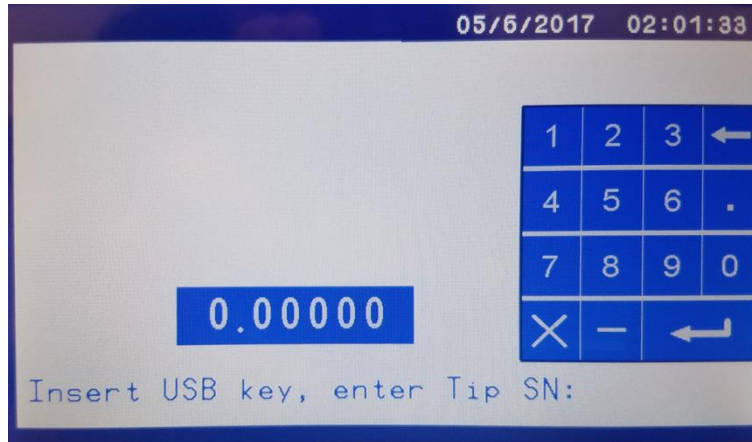 05/6/2017 02:01:33
1 2 3 ←
4 5 6 .
7 8 9 0
0.00000
× − ↵
Insert USB key, enter Tip SN: